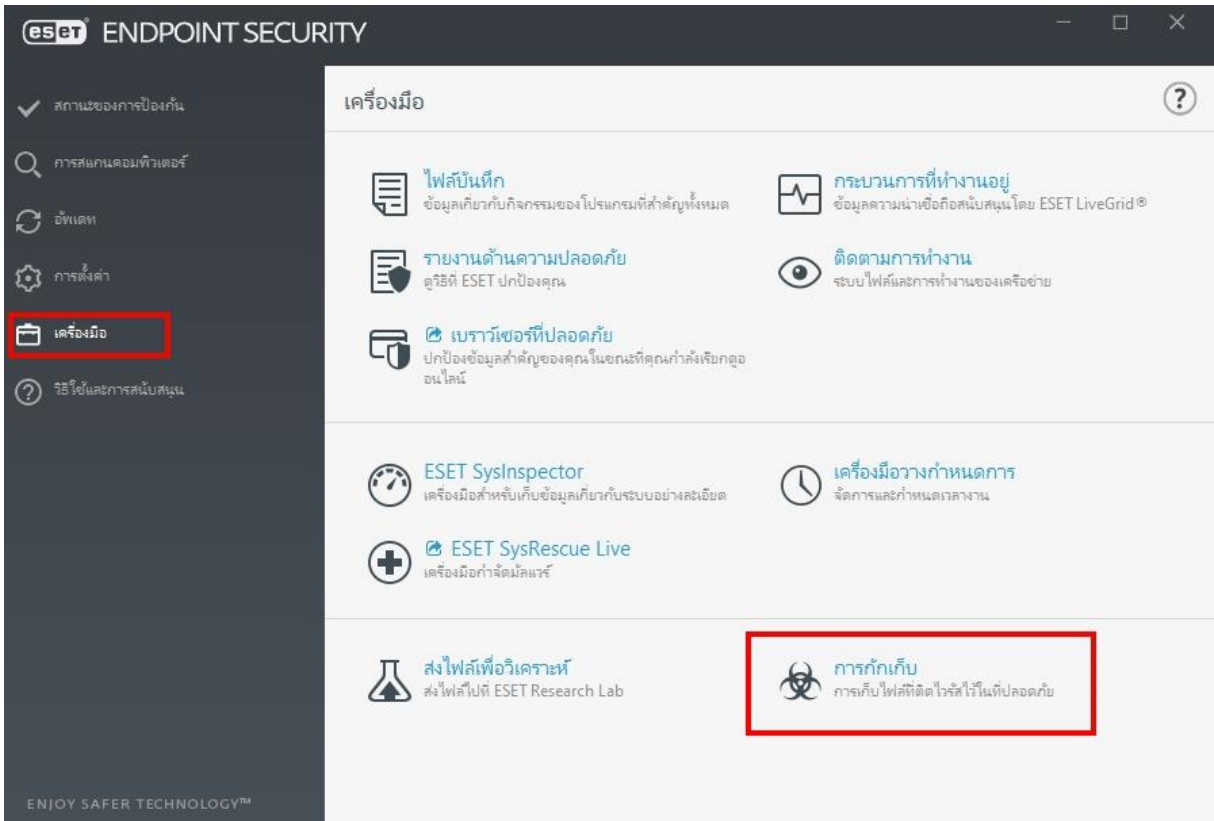 eset ENDPOINT SECURITY
สถานะของการป้องกัน
การสแกนคอมพิวเตอร์
อัพเดท
การตั้งค่า
เครื่องมือ
วิธีใช้และการสนับสนุน
ENJOY SAFER TECHNOLOGY™
เครื่องมือ
ไฟล์บันทึก
ข้อมูลเกี่ยวกับกิจกรรมของโปรแกรมที่สำคัญทั้งหมด
กระบวนการที่ทำงานอยู่
ข้อมูลความน่าเชื่อถือสนับสนุนโดย ESET LiveGrid®
รายงานด้านความปลอดภัย
ดูวิธีที่ ESET ปกป้องคุณ
ติดตามการทำงาน
ระบบไฟล์และการทำงานของเครือข่าย
เบราว์เซอร์ที่ปลอดภัย
ปกป้องข้อมูลสำคัญของคุณในขณะที่คุณกำลังเรียกดูอ
อนไลน์
ESET SysInspector
เครื่องมือสำหรับเก็บข้อมูลเกี่ยวกับระบบอย่างละเอียด
เครื่องมือวางกำหนดการ
จัดการและกำหนดเวลางาน
ESET SysRescue Live
เครื่องมือกำจัดมัลแวร์
ส่งไฟล์เพื่อวิเคราะห์
ส่งไฟล์ไปที่ ESET Research Lab
การกักเก็บ
การเก็บไฟล์ที่ติดไวรัสไว้ในที่ปลอดภัย